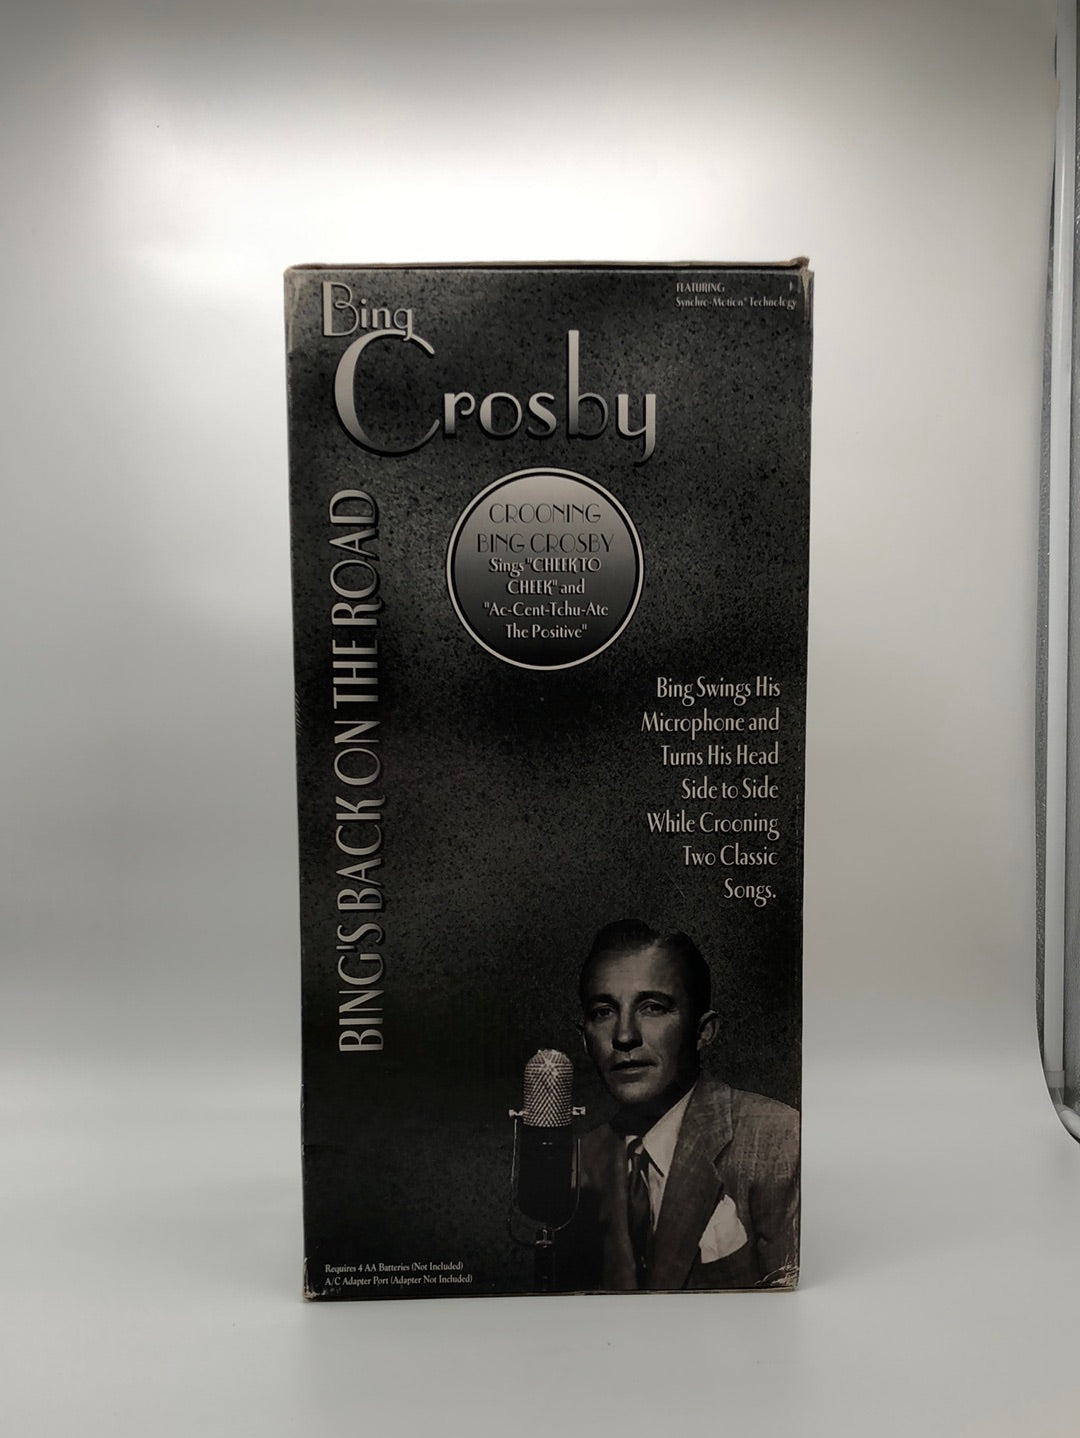 Bing
Crosby
FEATURING
Synchro-Motion® Technology
CROONING
BING CROSBY
Sings "CHEEK TO
CHEEK" and
"Ac-Cent-Tchu-Ate
The Positive"
BING'S BACK ON THE ROAD
Bing Swings His
Microphone and
Turns His Head
Side to Side
While Crooning
Two Classic
Songs.
Requires 4 AA Batteries (Not Included)
A/C Adapter Port (Adapter Not Included)